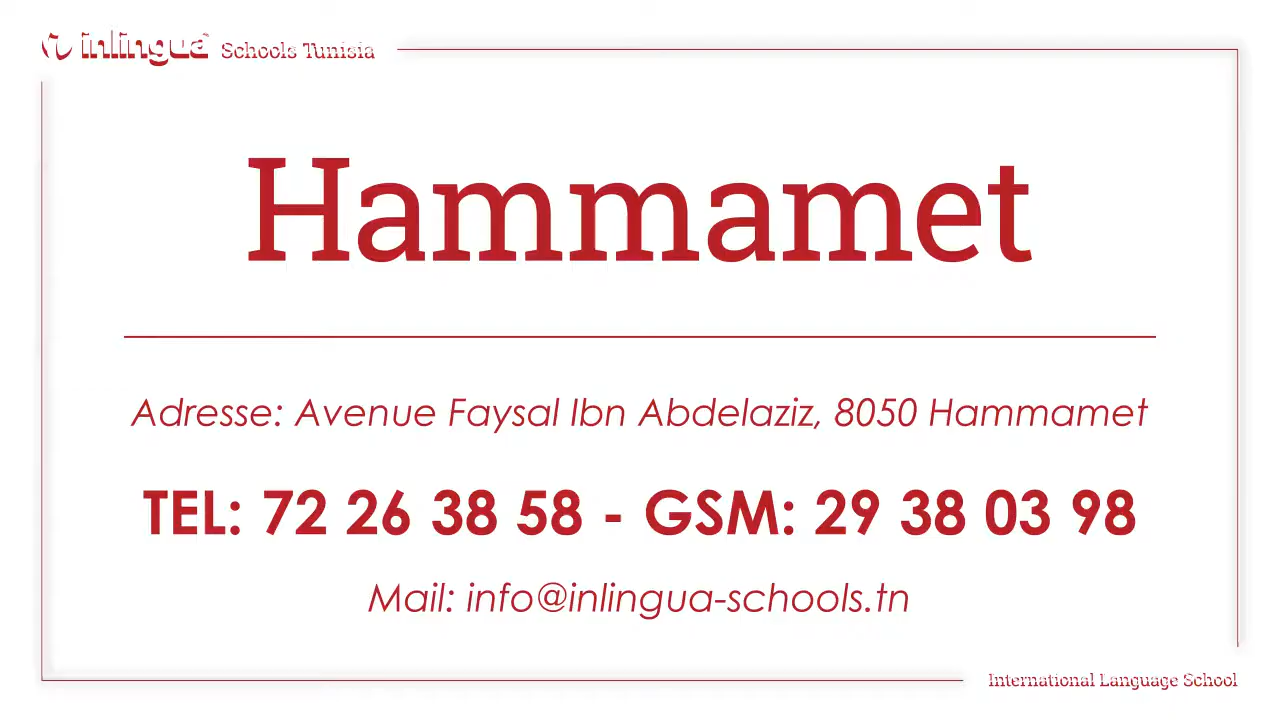 inlingua Schools Tunisia
Hammamet
Adresse: Avenue Faysal Ibn Abdelaziz, 8050 Hammamet
TEL: 72 26 38 58 - GSM: 29 38 03 98
Mail: info@inlingua-schools.tn
International Language School